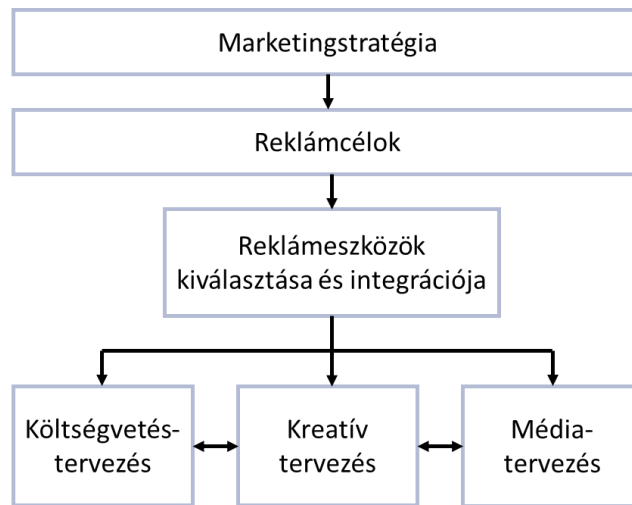 Marketingstratégia
Reklámcélok
Reklámeszközök
kiválasztása és integrációja
Költségvetés-
tervezés
Kreatív
tervezés
Média-
tervezés